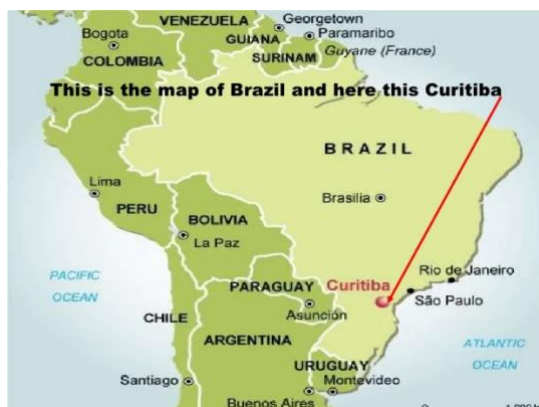 VENEZUELA
Georgetown
Bogota
GUIANA
Paramaribo
COLOMBIA
SURINAM
Guyane (France)
This is the map of Brazil and here this Curitiba
BRAZIL
Lima
Brasilia
PERU
BOLIVIA
La Paz
PACIFIC
OCEAN
Rio de Janeiro
PARAGUAY
Curitiba
São Paulo
CHILE
Asunción
ARGENTINA
ATLANTIC
OCEAN
URUGUAY
Santiago
Montevideo
Buenos Aires